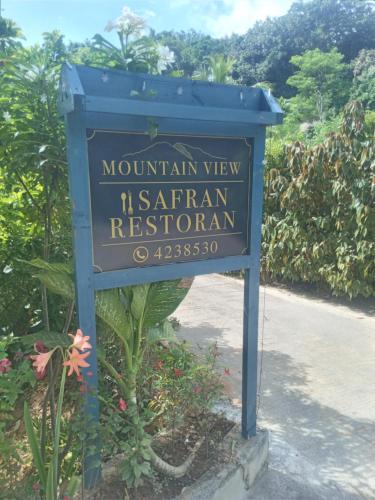 MOUNTAIN VIEW
SAFRAN
RESTORAN
4238530